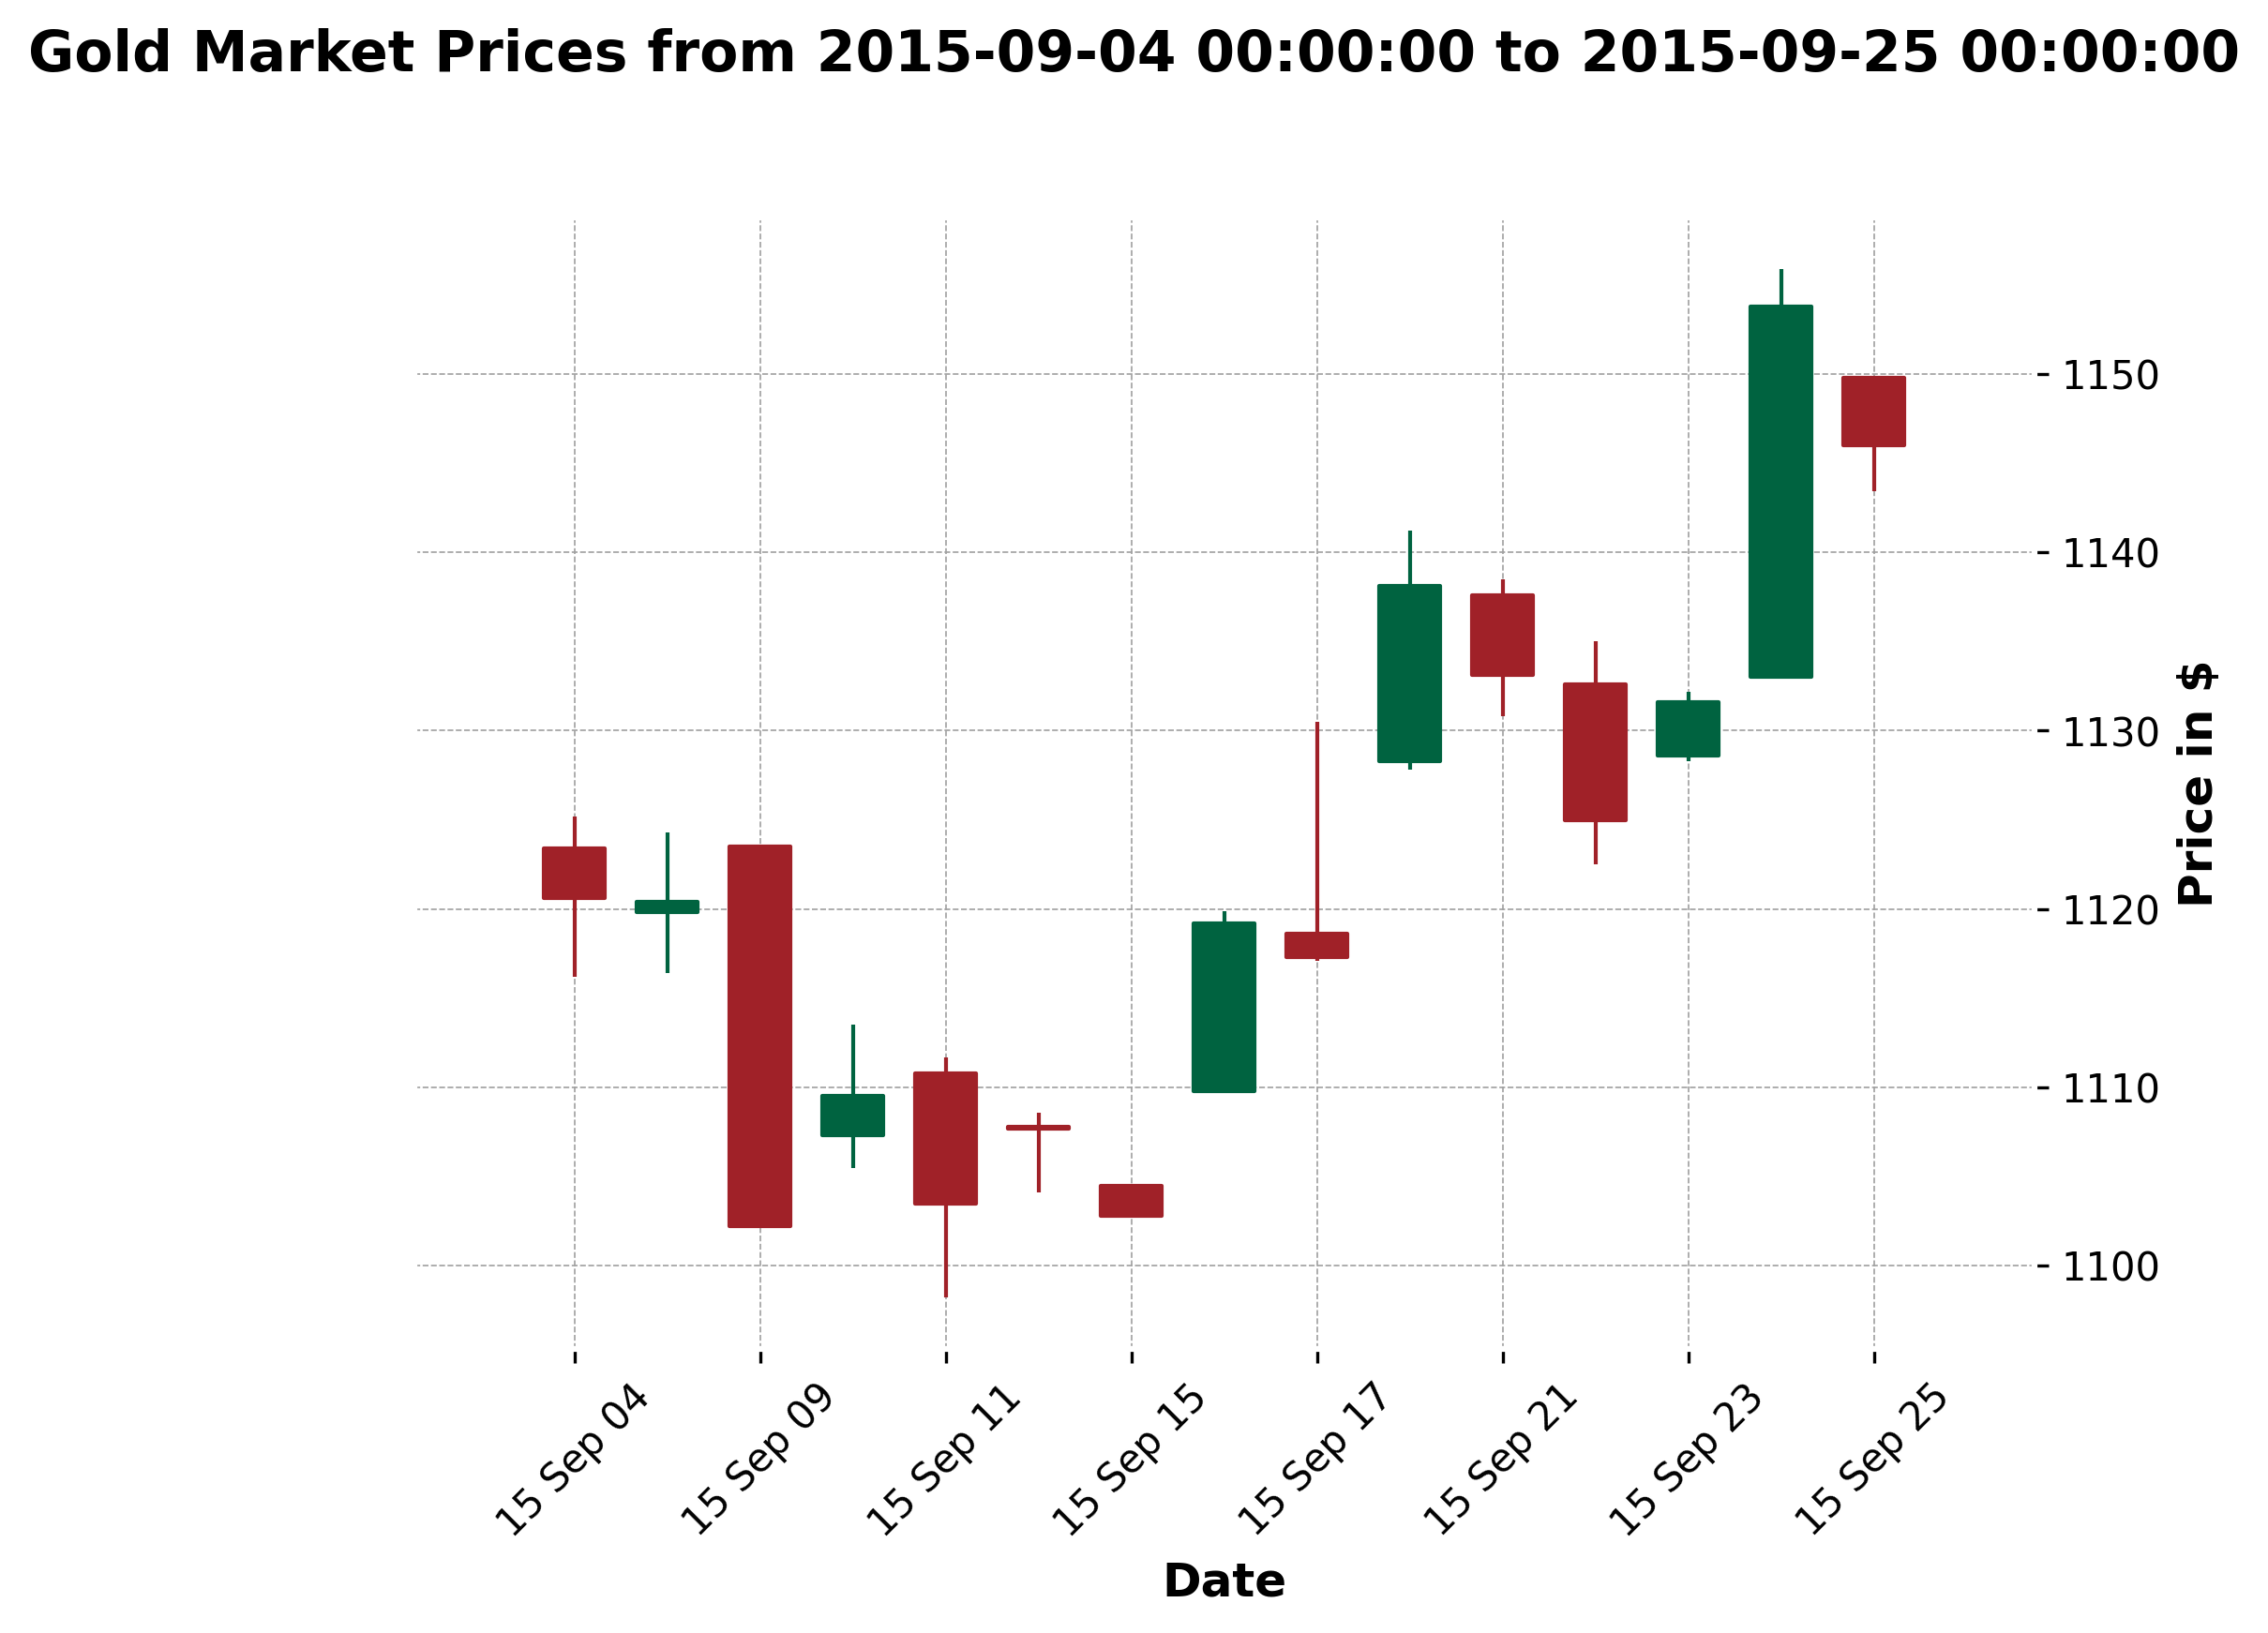 Gold Market Prices from 2015-09-04 00:00:00 to 2015-09-25 00:00:00
1150
1140
1130
1120
1110
1100
Price in $
15 Sep 04
15 Sep 09
15 Sep 11
15 Sep 15
15 Sep 17
15 Sep 21
15 Sep 23
15 Sep 25
Date